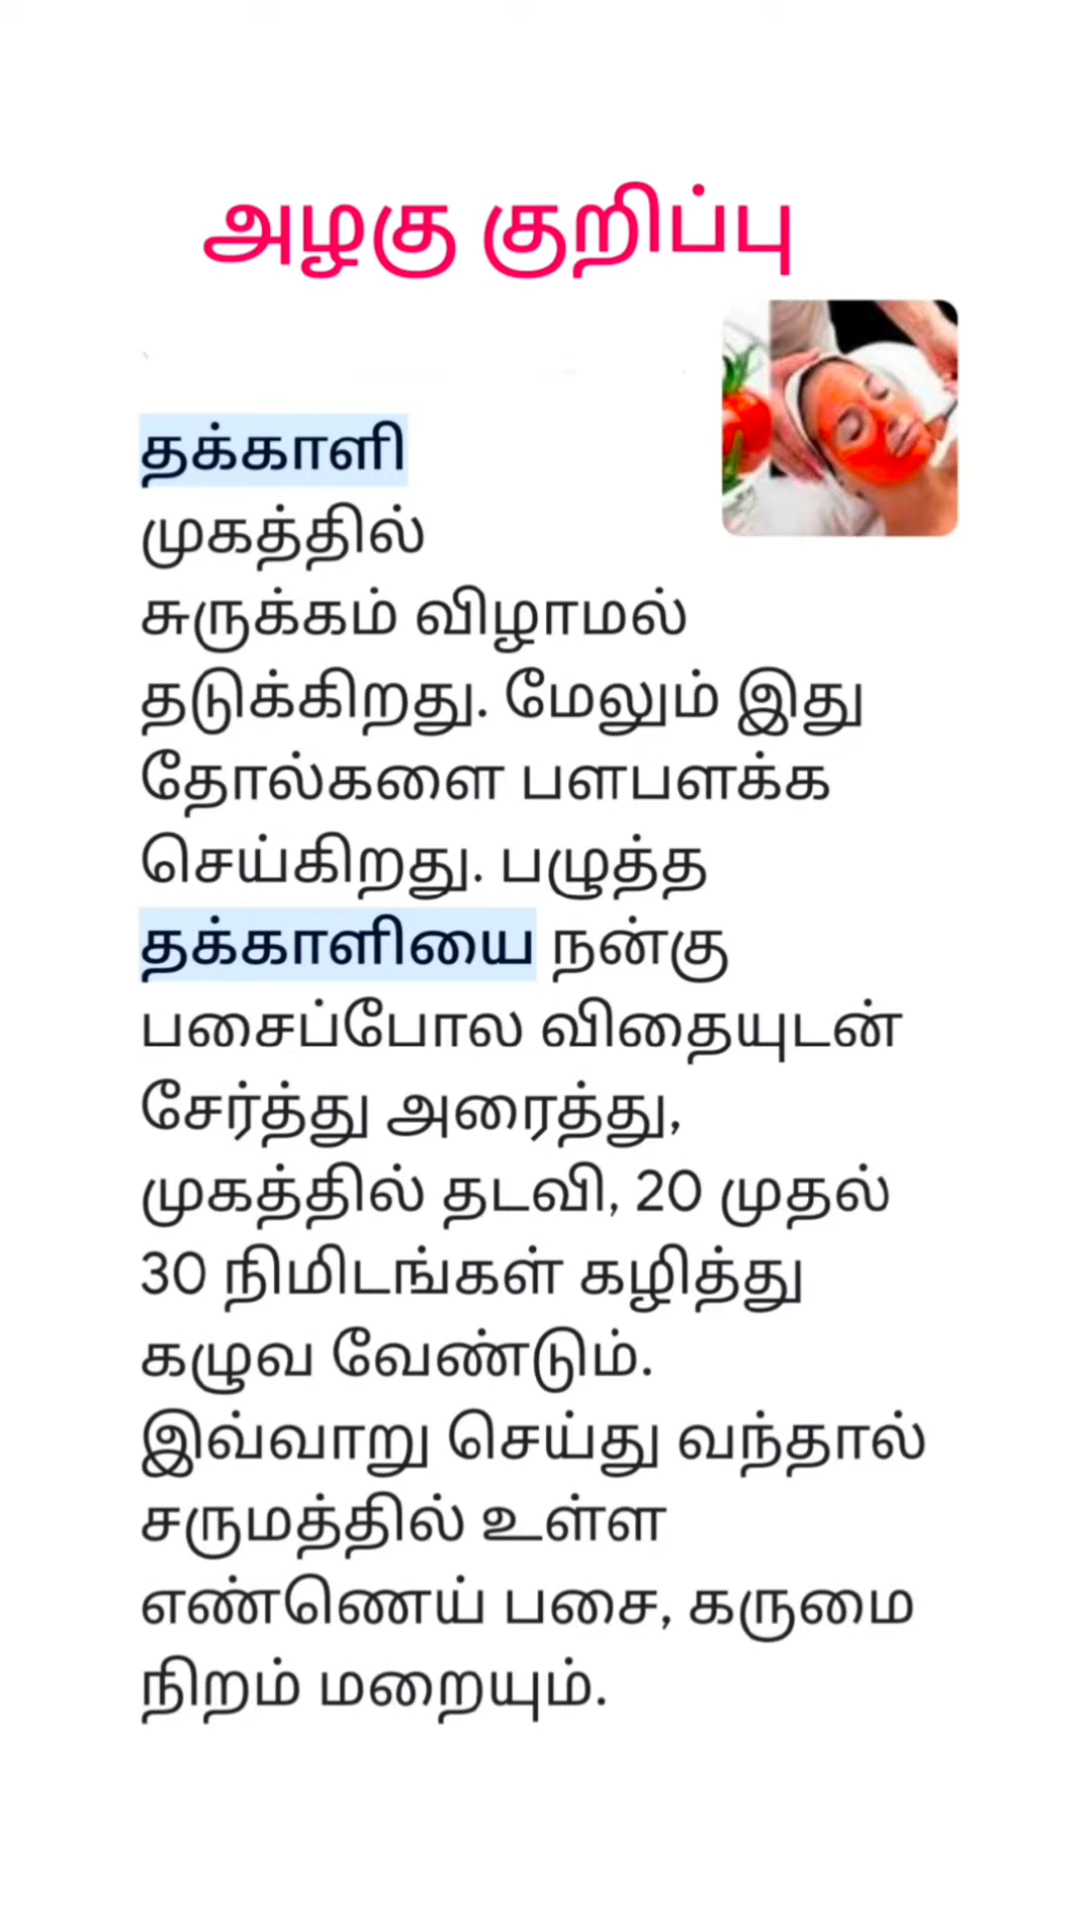 அழகு குறிப்பு
தக்காளி
முகத்தில்
சுருக்கம் விழாமல்
தடுக்கிறது. மேலும் இது
தோல்களை பளபளக்க
செய்கிறது. பழுத்த
தக்காளியை நன்கு
பசைப்போல விதையுடன்
சேர்த்து அரைத்து,
முகத்தில் தடவி, 20 முதல்
30 நிமிடங்கள் கழித்து
கழுவ வேண்டும்.
இவ்வாறு செய்து வந்தால்
சருமத்தில் உள்ள
எண்ணெய் பசை, கருமை
நிறம் மறையும்.